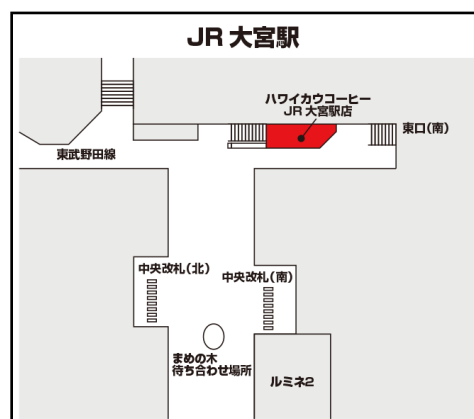 JR 大宮駅
ハワイカウコーヒー
JR 大宮駅店
東口(南)
東武野田線
中央改札(北)
中央改札(南)
まめの木
待ち合わせ場所
ルミネ2